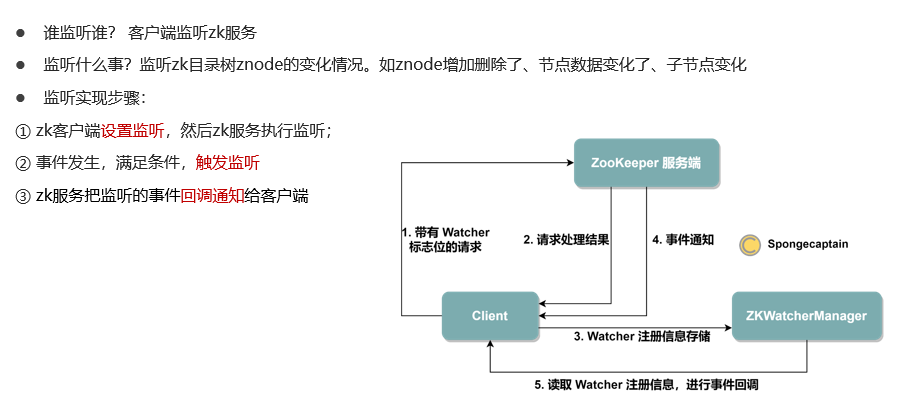 ● 谁监听谁？ 客户端监听zk服务
● 监听什么事？监听zk目录树znode的变化情况。如znode增加删除了、节点数据变化了、子节点变化
● 监听实现步骤：
① zk客户端设置监听，然后zk服务执行监听；
② 事件发生，满足条件，触发监听
③ zk服务把监听的事件回调通知给客户端
ZooKeeper 服务端
1. 带有 Watcher
标志位的请求
2. 请求处理结果
4. 事件通知
Spongecaptain
Client
ZKWatcherManager
3. Watcher 注册信息存储
5. 读取 Watcher 注册信息，进行事件回调